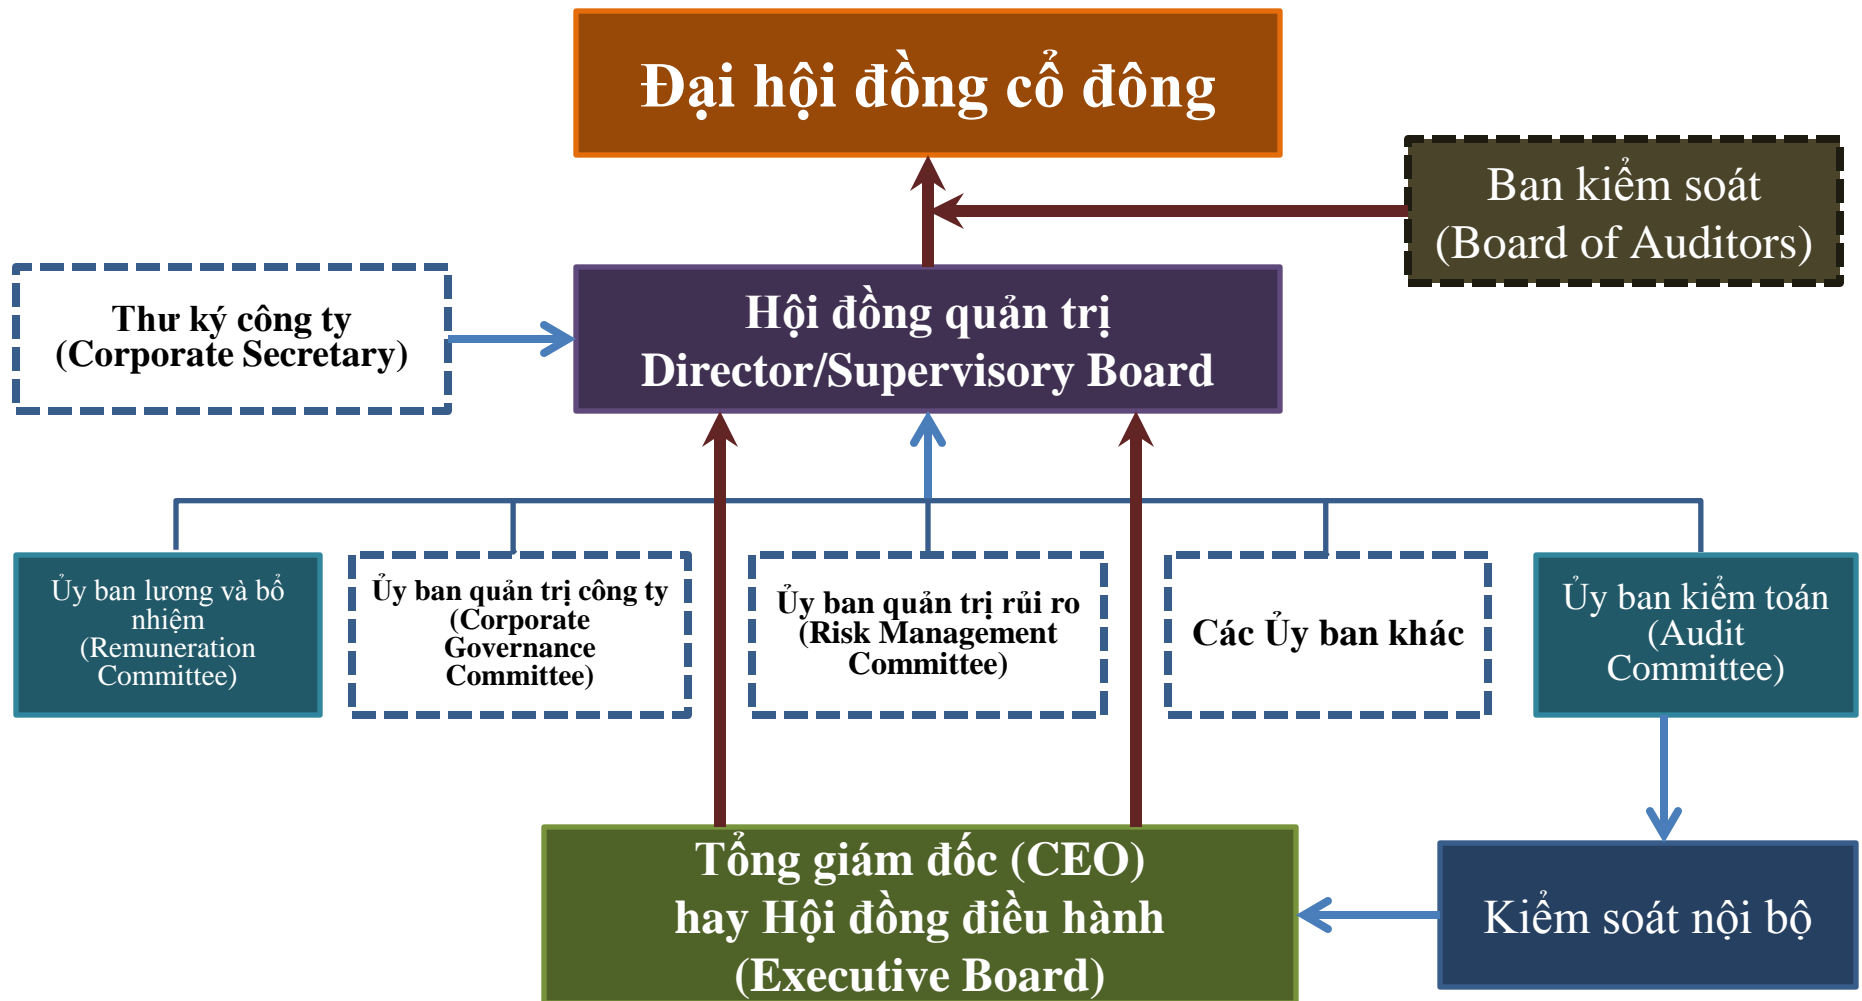 Đại hội đồng cổ đông
Ban kiểm soát
(Board of Auditors)
Thư ký công ty
(Corporate Secretary)
Hội đồng quản trị
Director/Supervisory Board
Ủy ban lương và bổ
nhiệm
(Remuneration
Committee)
Ủy ban quản trị công ty
(Corporate
Governance
Committee)
Ủy ban quản trị rủi ro
(Risk Management
Committee)
Các Ủy ban khác
Ủy ban kiểm toán
(Audit
Committee)
Tổng giám đốc (CEO)
hay Hội đồng điều hành
(Executive Board)
Kiểm soát nội bộ